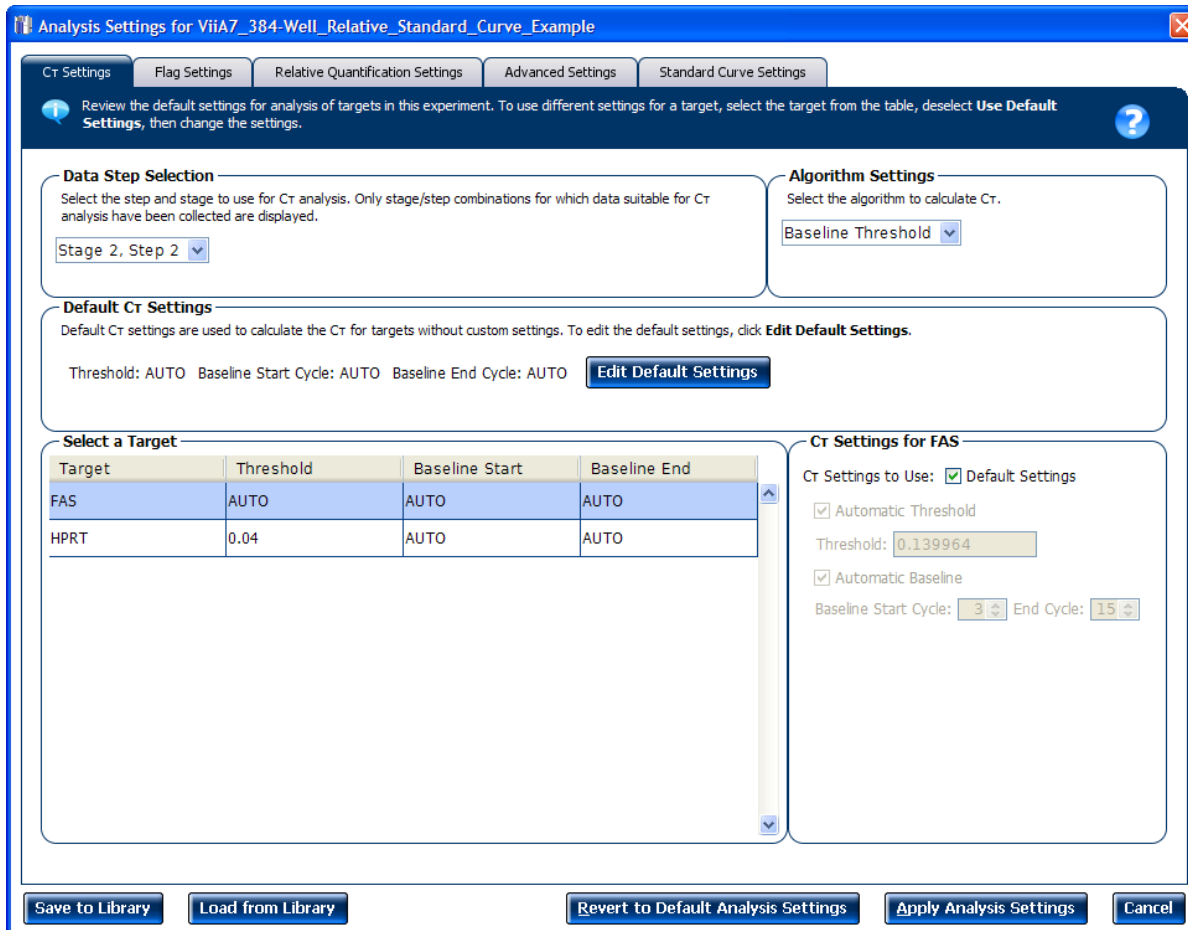 Analysis Settings for ViiA7_384-Well_Relative_Standard_Curve_Example
Cᴛ Settings
Flag Settings
Relative Quantification Settings
Advanced Settings
Standard Curve Settings
Review the default settings for analysis of targets in this experiment. To use different settings for a target, select the target from the table, deselect Use Default
Settings, then change the settings.
?
Data Step Selection
Select the step and stage to use for Cᴛ analysis. Only stage/step combinations for which data suitable for Cᴛ
analysis have been collected are displayed.
Stage 2, Step 2
Algorithm Settings
Select the algorithm to calculate Cᴛ.
Baseline Threshold
Default Cᴛ Settings
Default Cᴛ settings are used to calculate the Cᴛ for targets without custom settings. To edit the default settings, click Edit Default Settings.
Threshold: AUTO Baseline Start Cycle: AUTO Baseline End Cycle: AUTO
Edit Default Settings
Select a Target
Target Threshold Baseline Start Baseline End
FAS AUTO AUTO AUTO
HPRT 0.04 AUTO AUTO
Cᴛ Settings for FAS
Cᴛ Settings to Use: Default Settings
Automatic Threshold
Threshold: 0.139964
Automatic Baseline
Baseline Start Cycle: 3 End Cycle: 15
Save to Library
Load from Library
Revert to Default Analysis Settings
Apply Analysis Settings
Cancel